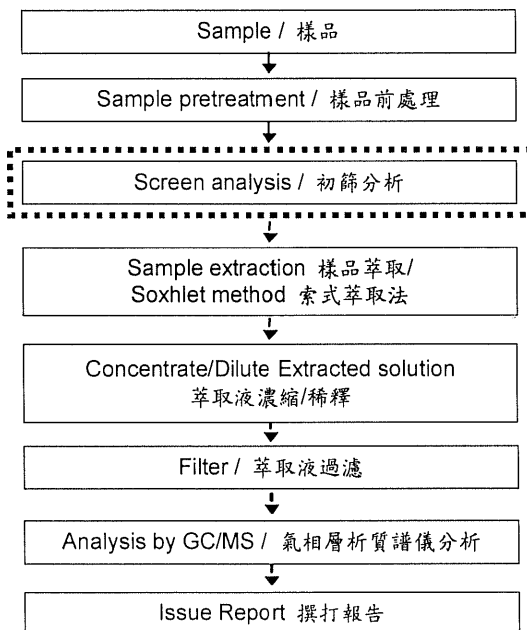 Sample / 樣品
Sample pretreatment / 樣品前處理
Screen analysis / 初篩分析
Sample extraction 樣品萃取/
Soxhlet method 索式萃取法
Concentrate/Dilute Extracted solution
萃取液濃縮/稀釋
Filter / 萃取液過濾
Analysis by GC/MS / 氣相層析質譜儀分析
Issue Report 撰打報告